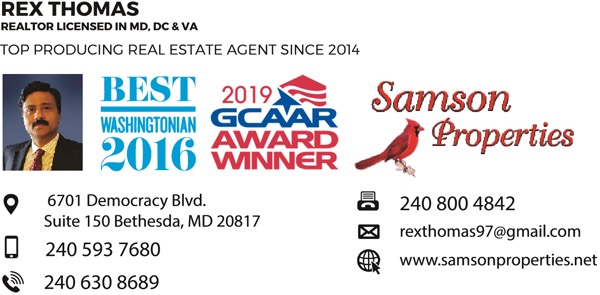 REX THOMAS
REALTOR LICENSED IN MD, DC & VA
TOP PRODUCING REAL ESTATE AGENT SINCE 2014
BEST
WASHINGTONIAN
2016
2019
GCAAR
AWARD
WINNER
Samson
Properties
6701 Democracy Blvd.
Suite 150 Bethesda, MD 20817
240 593 7680
240 630 8689
240 800 4842
rexthomas97@gmail.com
www.samsonproperties.net